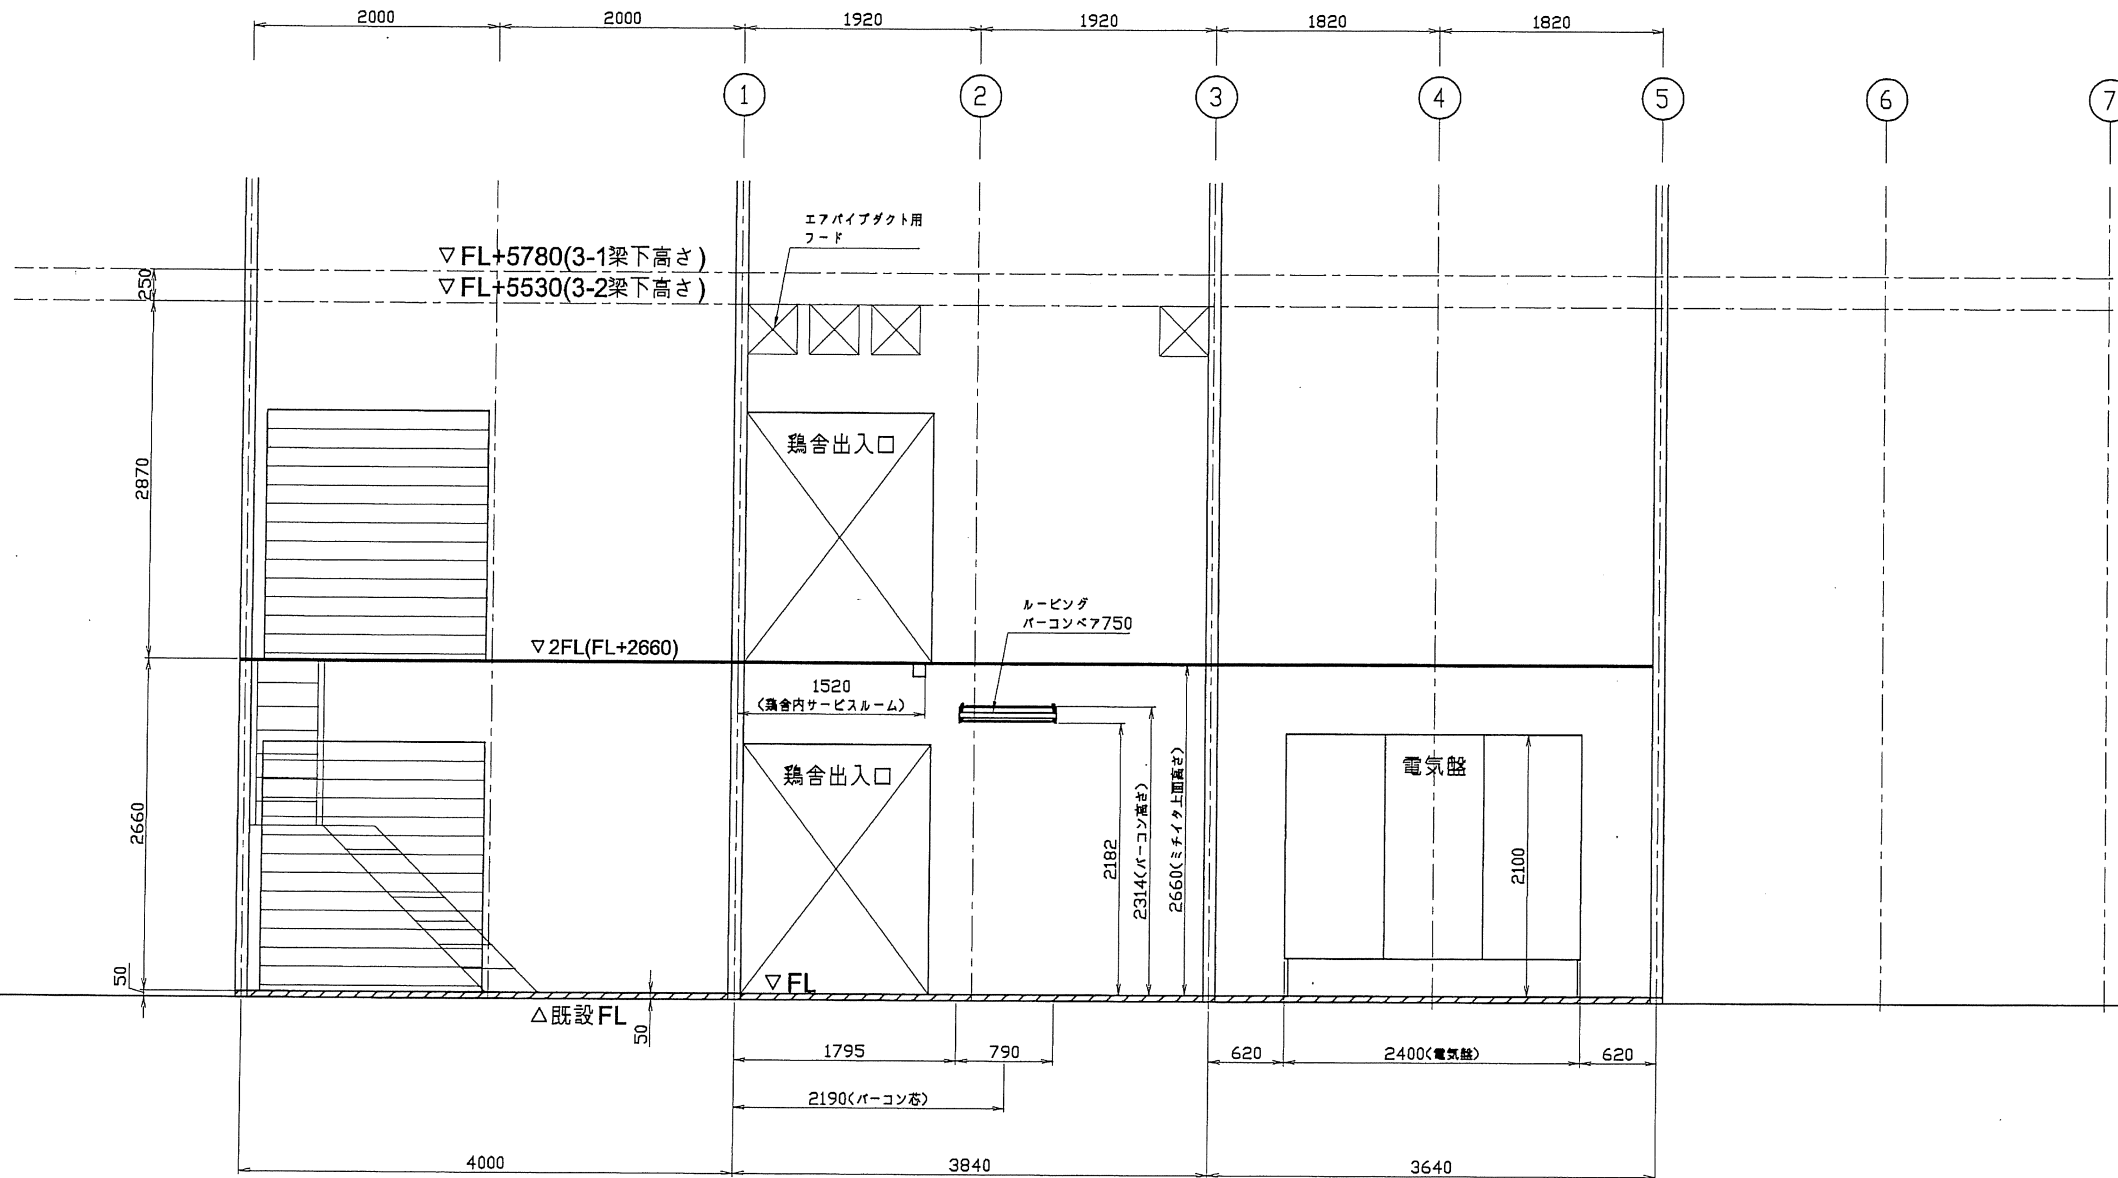 2000
2000
1920
1920
1820
1820
1
2
3
4
5
6
7
エアパイプダクト用
フード
▽FL+5780(3-1梁下高さ)
▽FL+5530(3-2梁下高さ)
250
鶏舎出入口
2870
ルーピング
バーコンベア750
▽2FL(FL+2660)
1520
(鶏舎内サービスルーム)
鶏舎出入口
電気盤
2660
2182
2314(バーコン高さ)
2660(ミチイタ上面高さ)
2100
50
▽FL
△既設FL
50
1795
790
620
2400(電気盤)
620
2190(バーコン芯)
4000
3840
3640